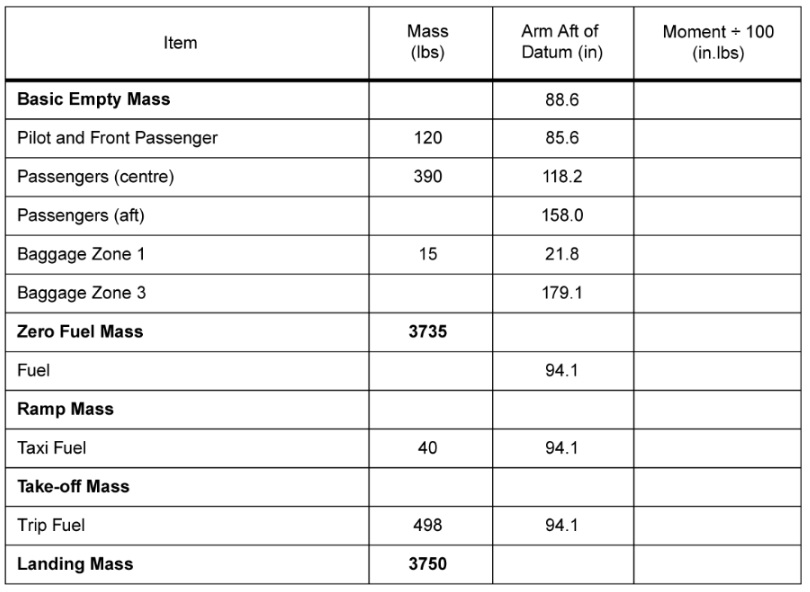 Item Mass (lbs) Arm Aft of Datum (in) Moment ÷ 100 (in.lbs)
Basic Empty Mass 88.6
Pilot and Front Passenger 120 85.6
Passengers (centre) 390 118.2
Passengers (aft) 158.0
Baggage Zone 1 15 21.8
Baggage Zone 3 179.1
Zero Fuel Mass 3735
Fuel 94.1
Ramp Mass
Taxi Fuel 40 94.1
Take-off Mass
Trip Fuel 498 94.1
Landing Mass 3750